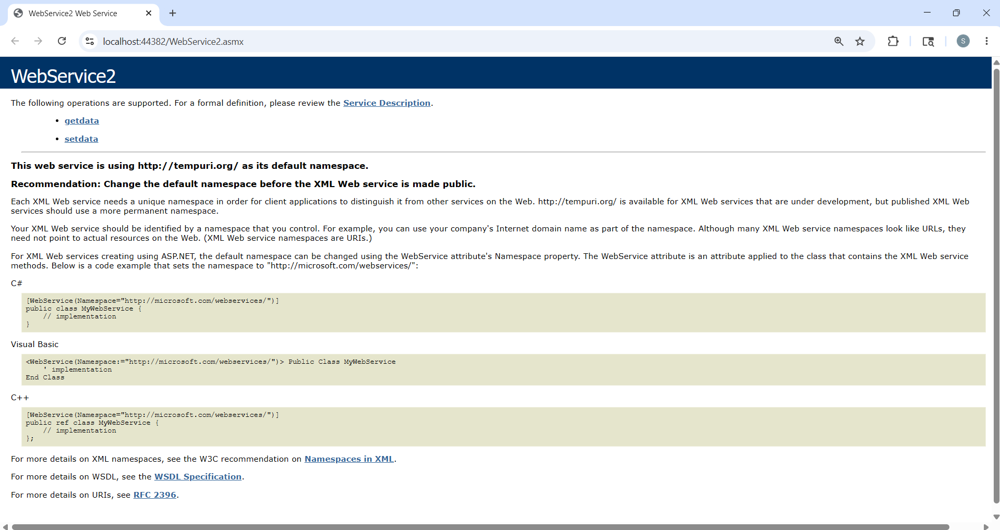 WebService2 Web Service
localhost:44382/WebService2.asmx
S
WebService2
The following operations are supported. For a formal definition, please review the Service Description.
• getdata
• setdata
This web service is using http://tempuri.org/ as its default namespace.
Recommendation: Change the default namespace before the XML Web service is made public.
Each XML Web service needs a unique namespace in order for client applications to distinguish it from other services on the Web. http://tempuri.org/ is available for XML Web services that are under development, but published XML Web
services should use a more permanent namespace.
Your XML Web service should be identified by a namespace that you control. For example, you can use your company's Internet domain name as part of the namespace. Although many XML Web service namespaces look like URLs, they
need not point to actual resources on the Web. (XML Web service namespaces are URIs.)
For XML Web services creating using ASP.NET, the default namespace can be changed using the WebService attribute's Namespace property. The WebService attribute is an attribute applied to the class that contains the XML Web service
methods. Below is a code example that sets the namespace to "http://microsoft.com/webservices/":
C#
[WebService(Namespace="http://microsoft.com/webservices/")]
public class MyWebService {
    // implementation
}
Visual Basic
<WebService(Namespace:="http://microsoft.com/webservices/")> Public Class MyWebService
    ' implementation
End Class
C++
[WebService(Namespace="http://microsoft.com/webservices/")]
public ref class MyWebService {
    // implementation
};
For more details on XML namespaces, see the W3C recommendation on Namespaces in XML.
For more details on WSDL, see the WSDL Specification.
For more details on URIs, see RFC 2396.